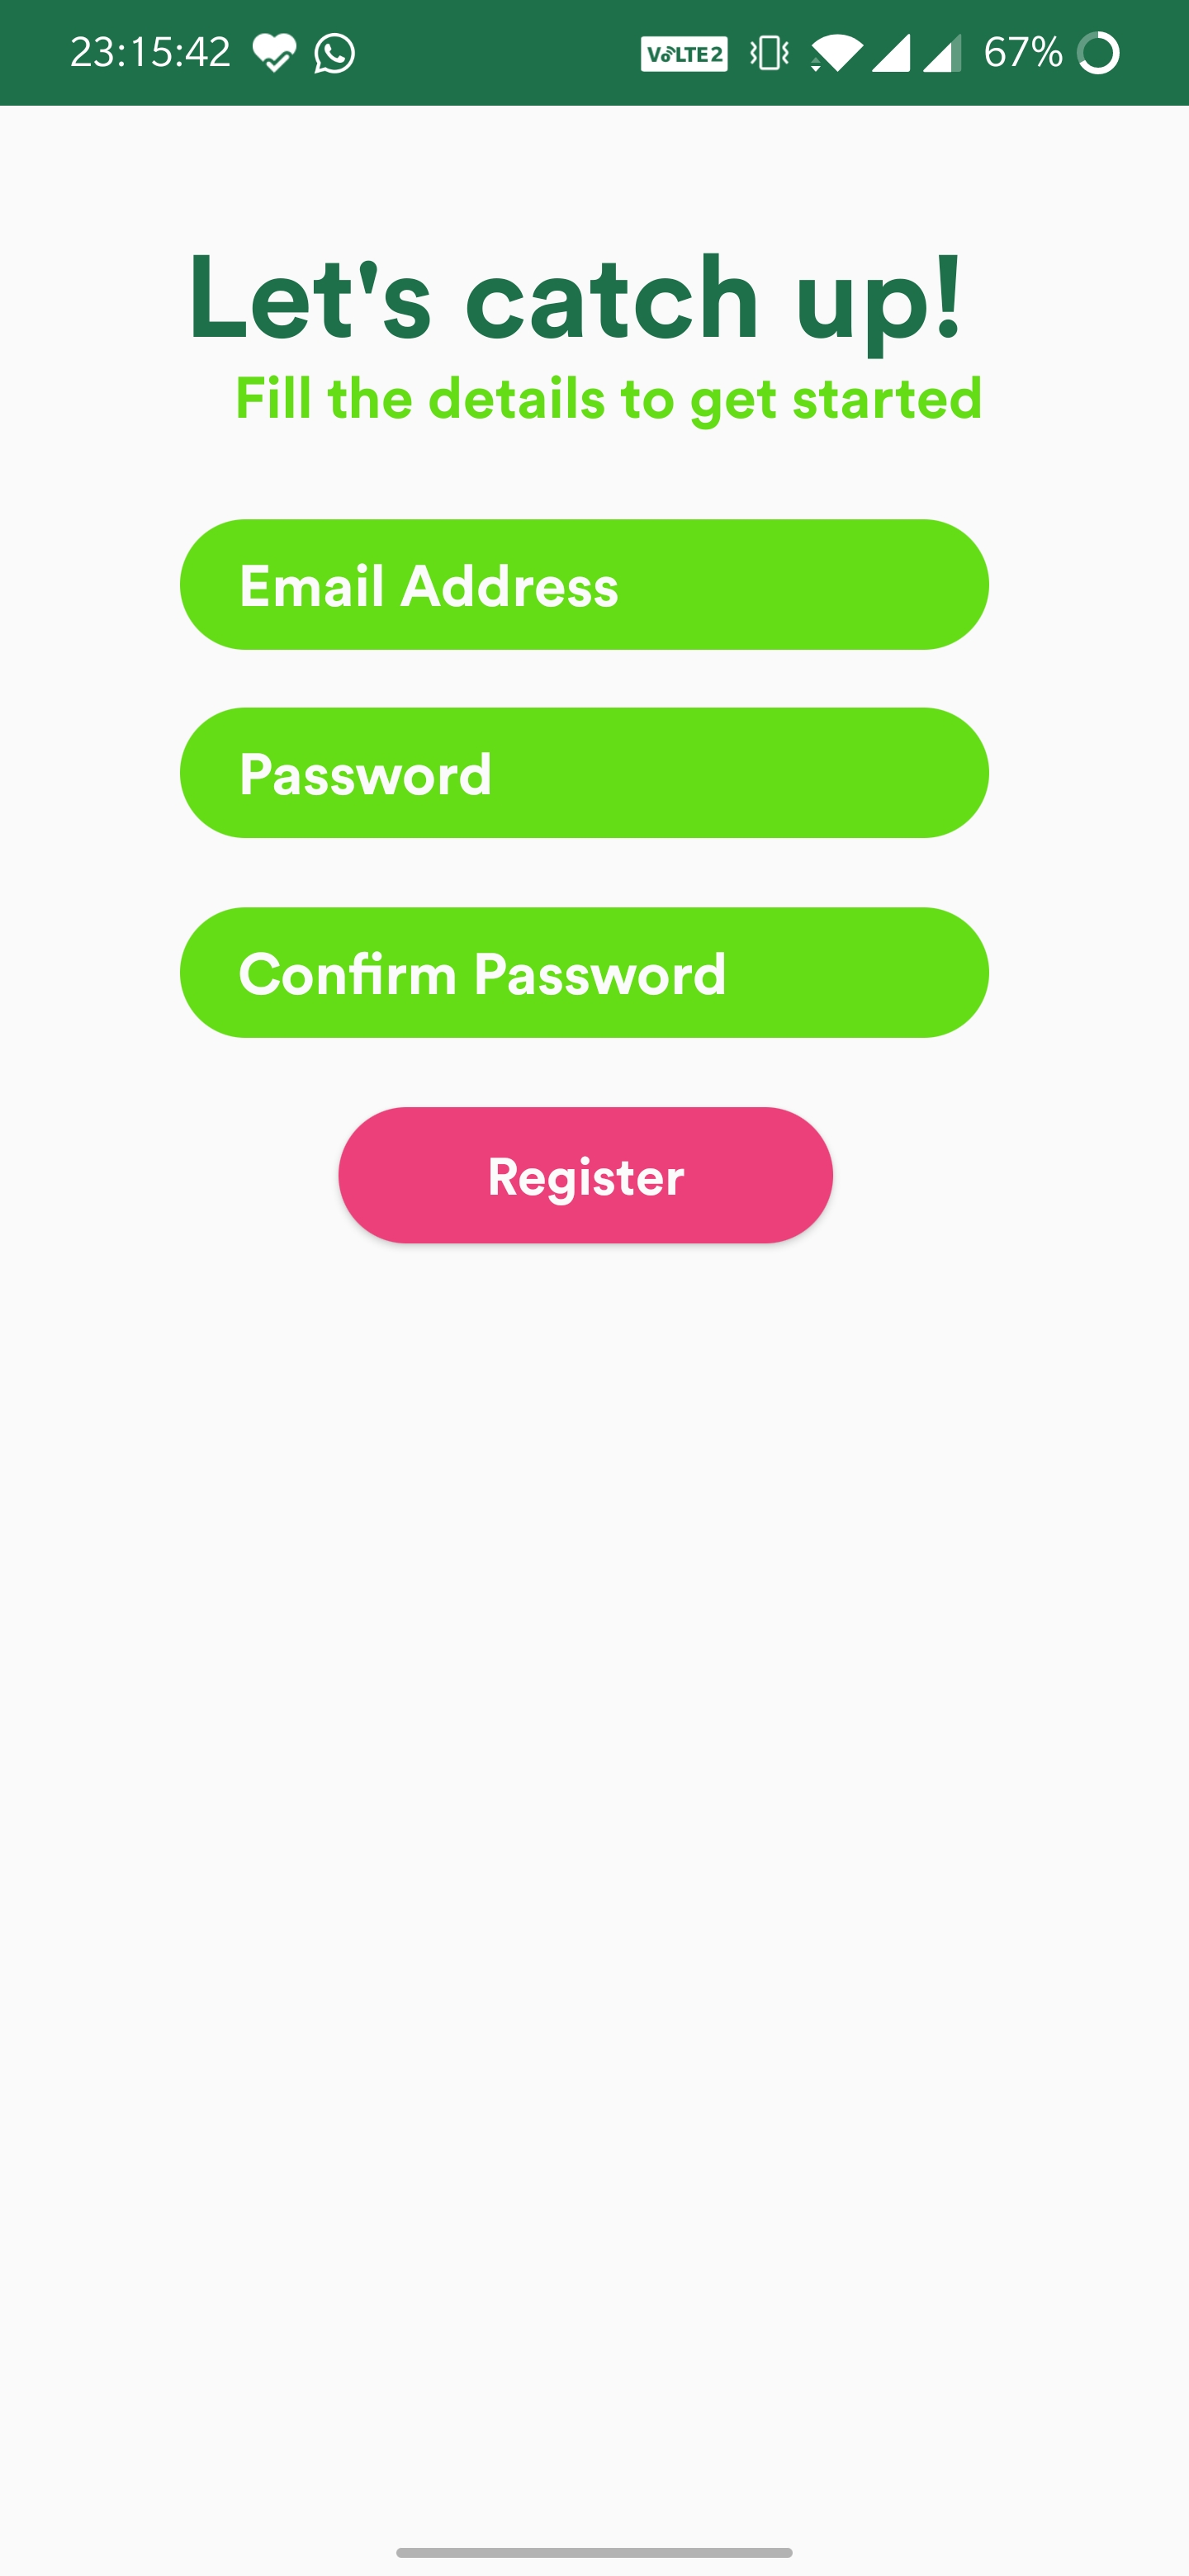 23:15:42 VoLTE2 67%
Let's catch up!
Fill the details to get started
Email Address
Password
Confirm Password
Register